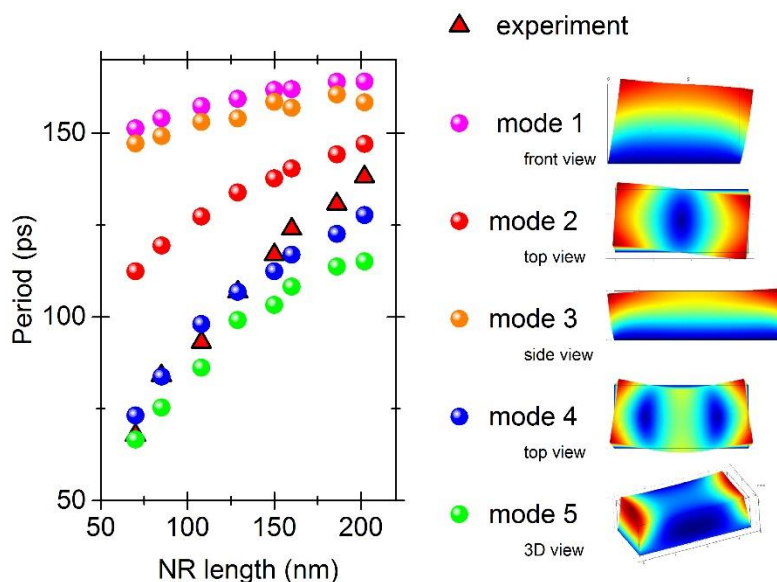 experiment
150
100
50
Period (ps)
50
100
150
200
NR length (nm)
mode 1
front view
mode 2
top view
mode 3
side view
mode 4
top view
mode 5
3D view